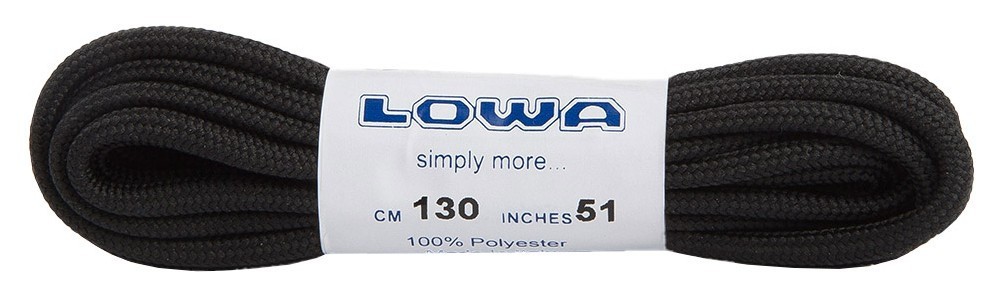 LOWA
simply more...
CM 130 INCHES 51
100% Polyester